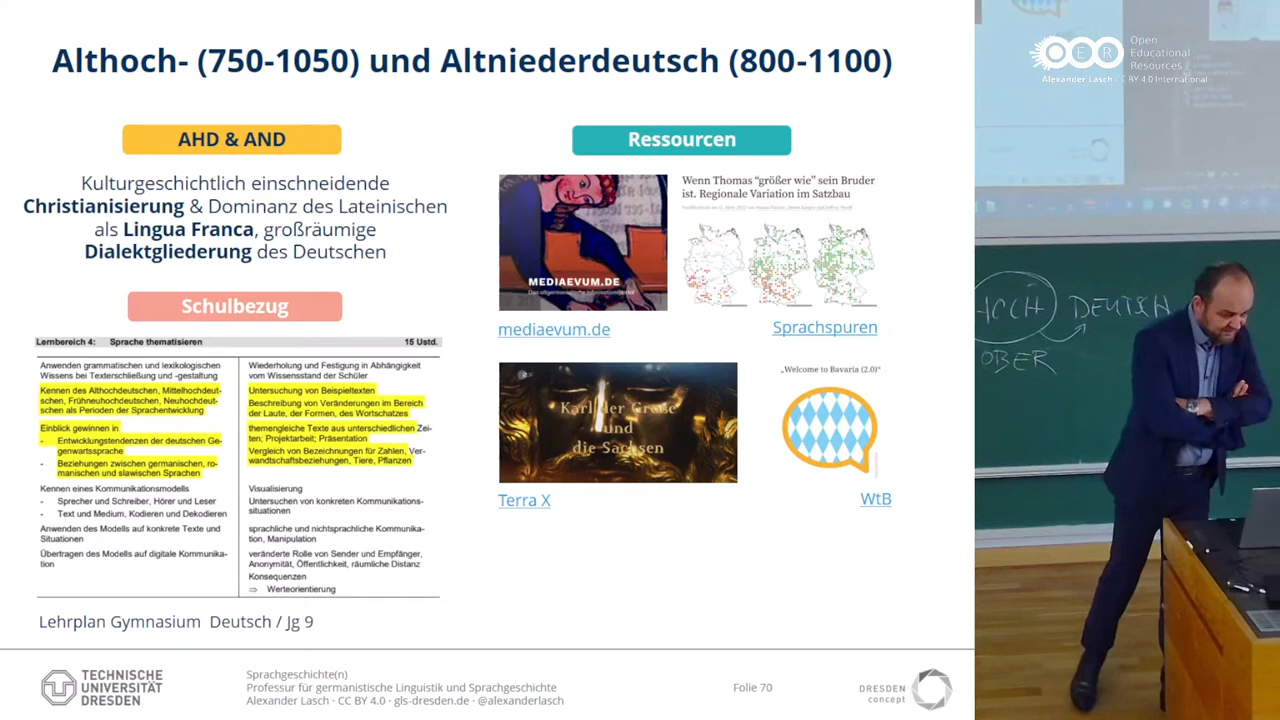 Althoch- (750-1050) und Altniederdeutsch (800-1100)
AHD & AND
Kulturgeschichtlich einschneidende
Christianisierung & Dominanz des Lateinischen
als Lingua Franca, großräumige
Dialektgliederung des Deutschen
Schulbezug
Lernbereich 4: Sprache thematisieren 15 Ustd.
Anwenden grammatischen und lexikologischen
Wissens bei Texterschließung und -gestaltung
Kennen des Althochdeutschen, Mittelhochdeut-
schen, Frühneuhochdeutschen, Neuhochdeut-
schen als Perioden der Sprachentwicklung
Einblick gewinnen in
- Entwicklungstendenzen der deutschen Ge-
genwartssprache
- Beziehungen zwischen germanischen, ro-
manischen und slawischen Sprachen
Kennen eines Kommunikationsmodells
- Sprecher und Schreiber, Hörer und Leser
- Text und Medium, Kodieren und Dekodieren
Anwenden des Modells auf konkrete Texte und
Situationen
Übertragen des Modells auf digitale Kommunika-
tion
Wiederholung und Festigung in Abhängigkeit
vom Wissensstand der Schüler
Untersuchung von Beispieltexten
Beschreibung von Veränderungen im Bereich
der Laute, der Formen, des Wortschatzes
themengleiche Texte aus unterschiedlichen Zei-
ten; Projektarbeit; Präsentation
Vergleich von Bezeichnungen für Zahlen, Ver-
wandtschaftsbeziehungen, Tiere, Pflanzen
Visualisierung
Untersuchen von konkreten Kommunikations-
situationen
sprachliche und nichtsprachliche Kommunika-
tion, Manipulation
veränderte Rolle von Sender und Empfänger,
Anonymität, Öffentlichkeit, räumliche Distanz
Konsequenzen
⇒ Werteorientierung
Lehrplan Gymnasium Deutsch / Jg 9
Ressourcen
MEDIAEVUM.DE
mediaevum.de
Wenn Thomas “größer wie” sein Bruder
ist. Regionale Variation im Satzbau
Sprachspuren
Karl der Große
und
die Sachsen
Terra X
„Welcome to Bavaria (2.0)“
WtB
TECHNISCHE
UNIVERSITÄT
DRESDEN
Sprachgeschichte(n)
Professur für germanistische Linguistik und Sprachgeschichte
Alexander Lasch · CC BY 4.0 · gls-dresden.de · @alexanderlasch
Folie 70
DRESDEN
concept
OER
Open
Educational
Resources
Alexander Lasch - CC BY 4.0 International
HOCH DEUTSCH
OBER